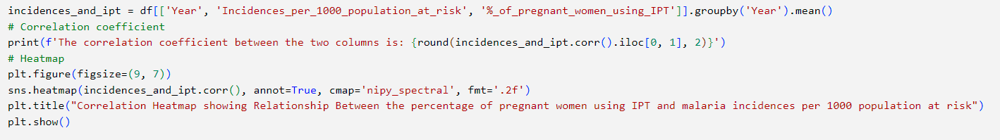 incidences_and_ipt = df[['Year', 'Incidences_per_1000_population_at_risk', '%_of_pregnant_women_using_IPT']].groupby('Year').mean()
# Correlation coefficient
print(f'The correlation coefficient between the two columns is: {round(incidences_and_ipt.corr().iloc[0, 1], 2)}')
# Heatmap
plt.figure(figsize=(9, 7))
sns.heatmap(incidences_and_ipt.corr(), annot=True, cmap='nipy_spectral', fmt='.2f')
plt.title("Correlation Heatmap showing Relationship Between the percentage of pregnant women using IPT and malaria incidences per 1000 population at risk")
plt.show()